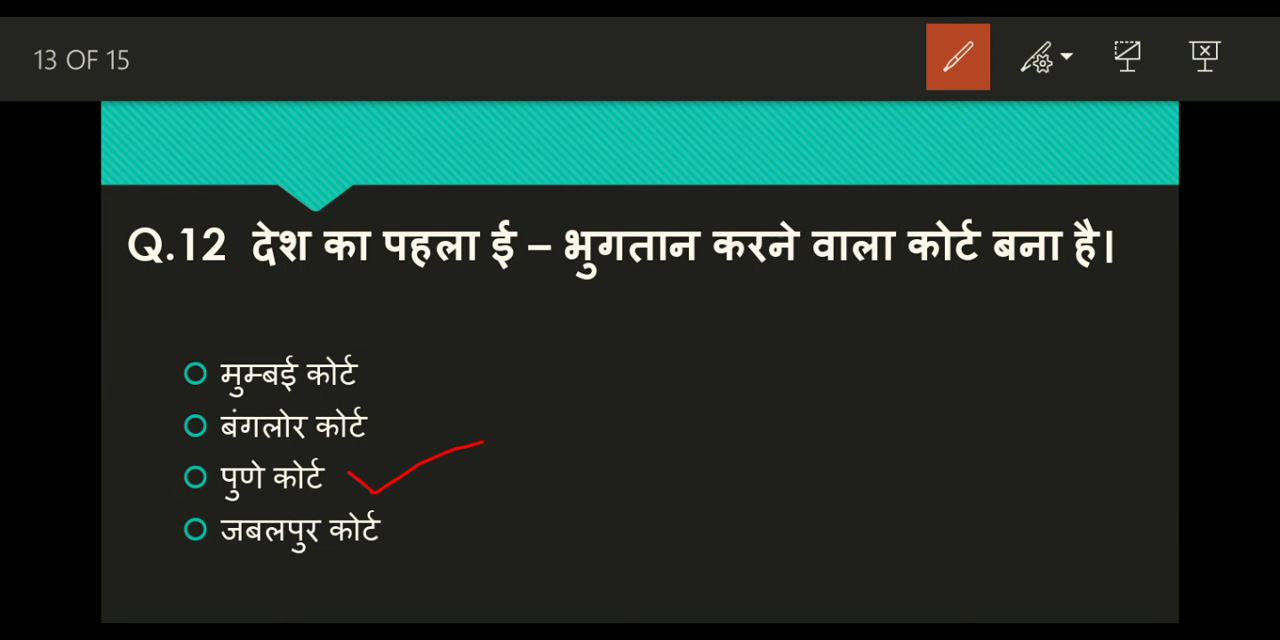 13 OF 15
Q.12 देश का पहला ई – भुगतान करने वाला कोर्ट बना है।
मुम्बई कोर्ट
बंगलोर कोर्ट
पुणे कोर्ट
जबलपुर कोर्ट